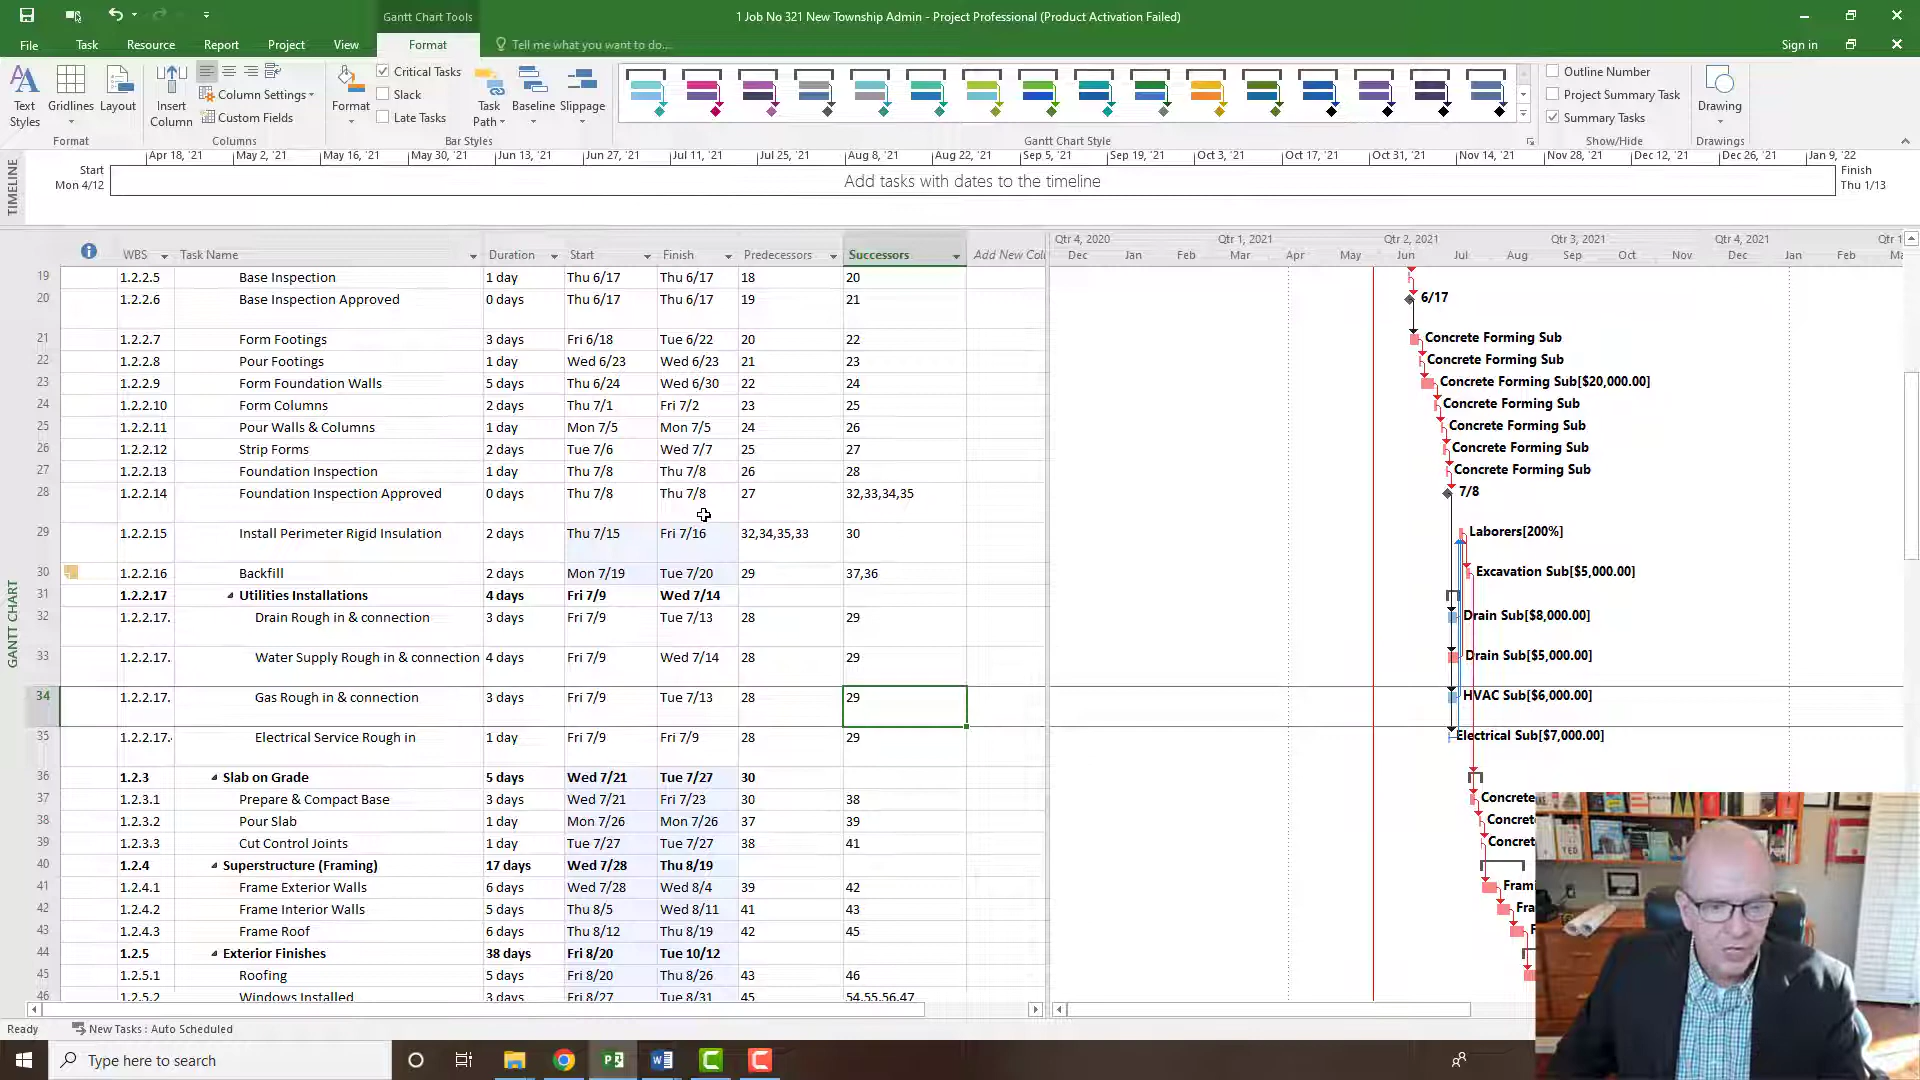 Gantt Chart Tools
1 Job No 321 New Township Admin - Project Professional (Product Activation Failed)
File Task Resource Report Project View Format Tell me what you want to do... Sign in
Text Styles
Gridlines
Layout
Format
Insert Column
Column Settings
Custom Fields
Columns
Format
Critical Tasks
Slack
Late Tasks
Task Path
Baseline
Slippage
Bar Styles
Gantt Chart Style
Outline Number
Project Summary Task
Summary Tasks
Show/Hide
Drawing
Drawings
TIMELINE
Apr 18, '21 May 2, '21 May 16, '21 May 30, '21 Jun 13, '21 Jun 27, '21 Jul 11, '21 Jul 25, '21 Aug 8, '21 Aug 22, '21 Sep 5, '21 Sep 19, '21 Oct 3, '21 Oct 17, '21 Oct 31, '21 Nov 14, '21 Nov 28, '21 Dec 12, '21 Dec 26, '21 Jan 9, '22
Start
Mon 4/12
Add tasks with dates to the timeline
Finish
Thu 1/13
GANTT CHART
WBS Task Name Duration Start Finish Predecessors Successors Add New Col
Qtr 4, 2020 Qtr 1, 2021 Qtr 2, 2021 Qtr 3, 2021 Qtr 4, 2021 Qtr 1
Dec Jan Feb Mar Apr May Jun Jul Aug Sep Oct Nov Dec Jan Feb Ma
19 1.2.2.5 Base Inspection 1 day Thu 6/17 Thu 6/17 18 20
20 1.2.2.6 Base Inspection Approved 0 days Thu 6/17 Thu 6/17 19 21 6/17
21 1.2.2.7 Form Footings 3 days Fri 6/18 Tue 6/22 20 22 Concrete Forming Sub
22 1.2.2.8 Pour Footings 1 day Wed 6/23 Wed 6/23 21 23 Concrete Forming Sub
23 1.2.2.9 Form Foundation Walls 5 days Thu 6/24 Wed 6/30 22 24 Concrete Forming Sub[$20,000.00]
24 1.2.2.10 Form Columns 2 days Thu 7/1 Fri 7/2 23 25 Concrete Forming Sub
25 1.2.2.11 Pour Walls & Columns 1 day Mon 7/5 Mon 7/5 24 26 Concrete Forming Sub
26 1.2.2.12 Strip Forms 2 days Tue 7/6 Wed 7/7 25 27 Concrete Forming Sub
27 1.2.2.13 Foundation Inspection 1 day Thu 7/8 Thu 7/8 26 28 Concrete Forming Sub
28 1.2.2.14 Foundation Inspection Approved 0 days Thu 7/8 Thu 7/8 27 32,33,34,35 7/8
29 1.2.2.15 Install Perimeter Rigid Insulation 2 days Thu 7/15 Fri 7/16 32,34,35,33 30 Laborers[200%]
30 1.2.2.16 Backfill 2 days Mon 7/19 Tue 7/20 29 37,36 Excavation Sub[$5,000.00]
31 1.2.2.17 Utilities Installations 4 days Fri 7/9 Wed 7/14
32 1.2.2.17. Drain Rough in & connection 3 days Fri 7/9 Tue 7/13 28 29 Drain Sub[$8,000.00]
33 1.2.2.17. Water Supply Rough in & connection 4 days Fri 7/9 Wed 7/14 28 29 Drain Sub[$5,000.00]
34 1.2.2.17. Gas Rough in & connection 3 days Fri 7/9 Tue 7/13 28 29 HVAC Sub[$6,000.00]
35 1.2.2.17. Electrical Service Rough in 1 day Fri 7/9 Fri 7/9 28 29 Electrical Sub[$7,000.00]
36 1.2.3 Slab on Grade 5 days Wed 7/21 Tue 7/27 30
37 1.2.3.1 Prepare & Compact Base 3 days Wed 7/21 Fri 7/23 30 38 Concrete
38 1.2.3.2 Pour Slab 1 day Mon 7/26 Mon 7/26 37 39 Concre
39 1.2.3.3 Cut Control Joints 1 day Tue 7/27 Tue 7/27 38 41 Concr
40 1.2.4 Superstructure (Framing) 17 days Wed 7/28 Thu 8/19
41 1.2.4.1 Frame Exterior Walls 6 days Wed 7/28 Wed 8/4 39 42 Frami
42 1.2.4.2 Frame Interior Walls 5 days Thu 8/5 Wed 8/11 41 43 Fra
43 1.2.4.3 Frame Roof 6 days Thu 8/12 Thu 8/19 42 45 F
44 1.2.5 Exterior Finishes 38 days Fri 8/20 Tue 10/12
45 1.2.5.1 Roofing 5 days Fri 8/20 Thu 8/26 43 46
46 1.2.5.2 Windows Installed 3 days Fri 8/27 Tue 8/31 45 54,55,56,47
TED
Ready New Tasks : Auto Scheduled
Type here to search